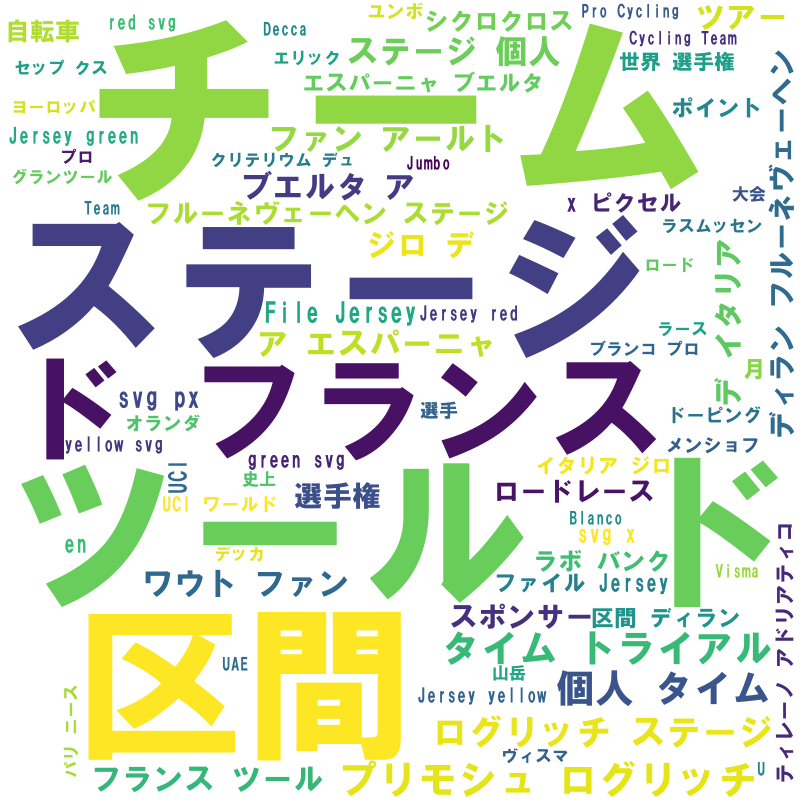 red svg
Decca
ユンボ
シクロクロス
Pro Cycling
ツアー
自転車
エリック
ステージ 個人
Cycling Team
世界 選手権
セップ クス
チーム
エスパーニャ ブエルタ
ヨーロッパ
ポイント
Jersey green
ファン アールト
プロ
クリテリウム デュ
Jumbo
グランツール
ブエルタ ア
x ピクセル
大会
Team
フルーネヴェーヘン ステージ
ラスムッセン
ディラン フルーネヴェーヘン
ステージ
ジロ デ
デ イタリア
ロード
File Jersey
Jersey red
ア エスパーニャ
ラース
ブランコ プロ
月
ド フランス
svg px
選手
オランダ
ドーピング
yellow svg
メンショフ
green svg
イタリア ジロ
ツール ド
史上
UCI
選手権
ロードレース
UCI ワールド
Blanco
svg x
en
デッカ
ラボ バンク
Visma
ワウト ファン
ファイル Jersey
ティレーノ アドリアティコ
区間
スポンサー
区間 ディラン
タイム トライアル
UAE
山岳
Jersey yellow
個人 タイム
パリ ニース
ログリッチ ステージ
ヴィスマ
フランス ツール
プリモシュ ログリッチ
U